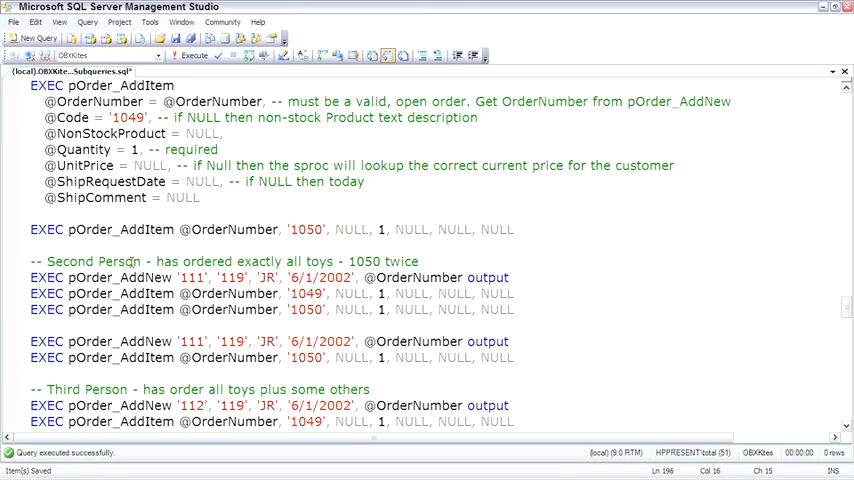 Microsoft SQL Server Management Studio
File Edit View Query Project Tools Window Community Help
New Query
OBXKites Execute
(local).OBXKite...Subqueries.sql*
EXEC pOrder_AddItem
@OrderNumber = @OrderNumber, -- must be a valid, open order. Get OrderNumber from pOrder_AddNew
@Code = '1049', -- if NULL then non-stock Product text description
@NonStockProduct = NULL,
@Quantity = 1, -- required
@UnitPrice = NULL, -- if Null then the sproc will lookup the correct current price for the customer
@ShipRequestDate = NULL, -- if NULL then today
@ShipComment = NULL
EXEC pOrder_AddItem @OrderNumber, '1050', NULL, 1, NULL, NULL, NULL
-- Second Person - has ordered exactly all toys - 1050 twice
EXEC pOrder_AddNew '111', '119', 'JR', '6/1/2002', @OrderNumber output
EXEC pOrder_AddItem @OrderNumber, '1049', NULL, 1, NULL, NULL, NULL
EXEC pOrder_AddItem @OrderNumber, '1050', NULL, 1, NULL, NULL, NULL
EXEC pOrder_AddNew '111', '119', 'JR', '6/1/2002', @OrderNumber output
EXEC pOrder_AddItem @OrderNumber, '1050', NULL, 1, NULL, NULL, NULL
-- Third Person - has order all toys plus some others
EXEC pOrder_AddNew '112', '119', 'JR', '6/1/2002', @OrderNumber output
EXEC pOrder_AddItem @OrderNumber, '1049', NULL, 1, NULL, NULL, NULL
Query executed successfully. (local) (9.0 RTM) HPPRESENT\total (51) OBXKites 00:00:00 0 rows
Item(s) Saved Ln 196 Col 16 Ch 15 INS